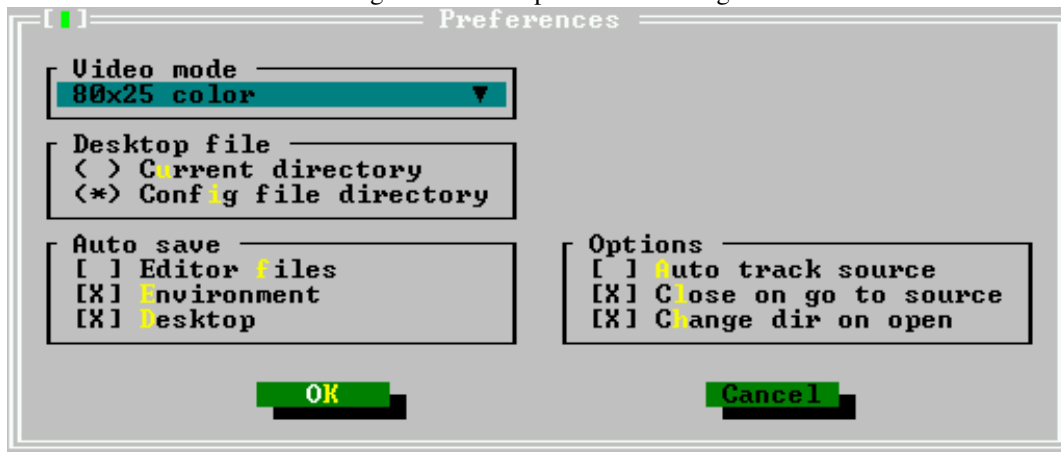 Preferences
Video mode
80x25 color ▼
Desktop file
( ) Current directory
(*) Config file directory
Auto save
[ ] Editor files
[X] Environment
[X] Desktop
Options
[ ] Auto track source
[X] Close on go to source
[X] Change dir on open
OK
Cancel